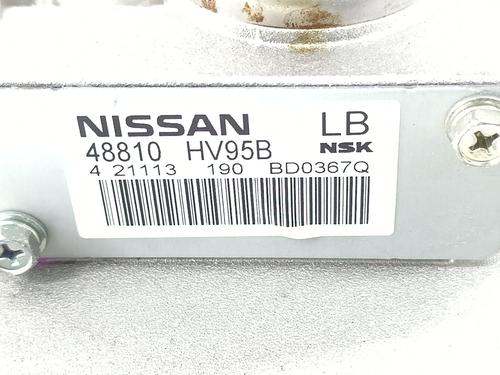 NISSAN LB
48810 HV95B NSK
4 21113 190 BD0367Q